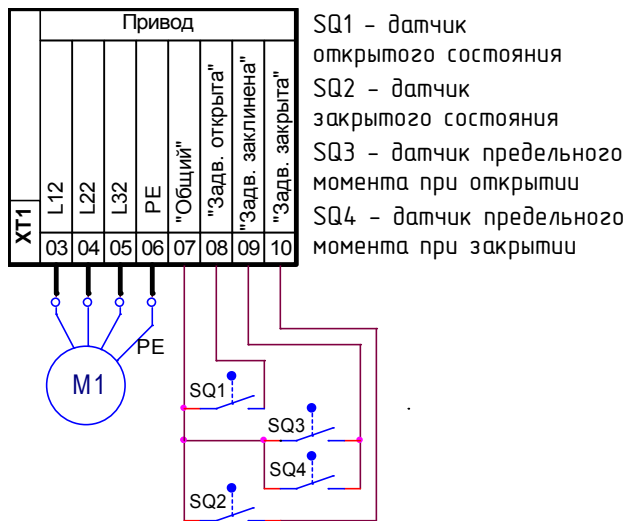 Привод
XT1
L12
L22
L32
PE
"Общий"
"Задв. открыта"
"Задв. заклинена"
"Задв. закрыта"
03 04 05 06 07 08 09 10
SQ1 – датчик
открытого состояния
SQ2 – датчик
закрытого состояния
SQ3 – датчик предельного
момента при открытии
SQ4 – датчик предельного
момента при закрытии
PE
M1
SQ1
SQ3
SQ4
SQ2